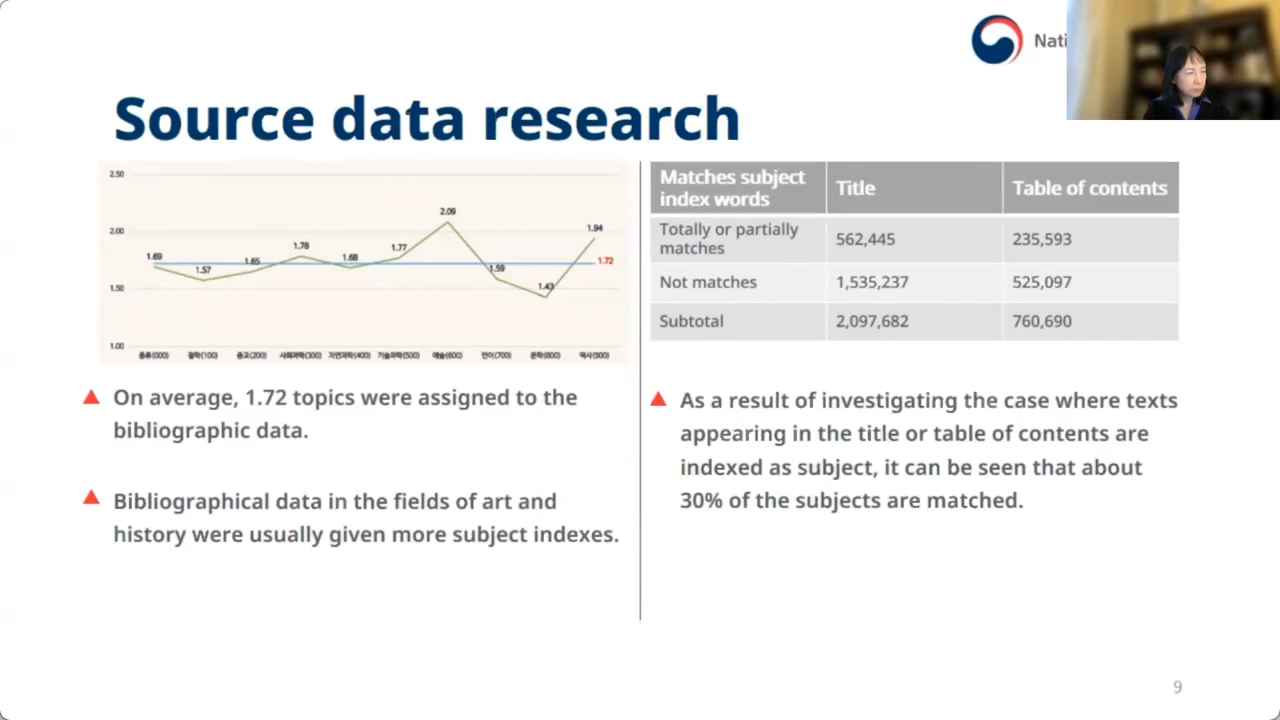 Nati
Source data research
2.50
2.00
1.50
1.00
1.69
1.57
1.65
1.78
1.68
1.77
2.09
1.59
1.43
1.94
1.72
총류(000)
철학(100)
종교(200)
사회과학(300)
자연과학(400)
기술과학(500)
예술(600)
언어(700)
문학(800)
역사(900)
On average, 1.72 topics were assigned to the
bibliographic data.
Bibliographical data in the fields of art and
history were usually given more subject indexes.
Matches subject
index words
Title
Table of contents
Totally or partially
matches
562,445
235,593
Not matches
1,535,237
525,097
Subtotal
2,097,682
760,690
As a result of investigating the case where texts
appearing in the title or table of contents are
indexed as subject, it can be seen that about
30% of the subjects are matched.
9